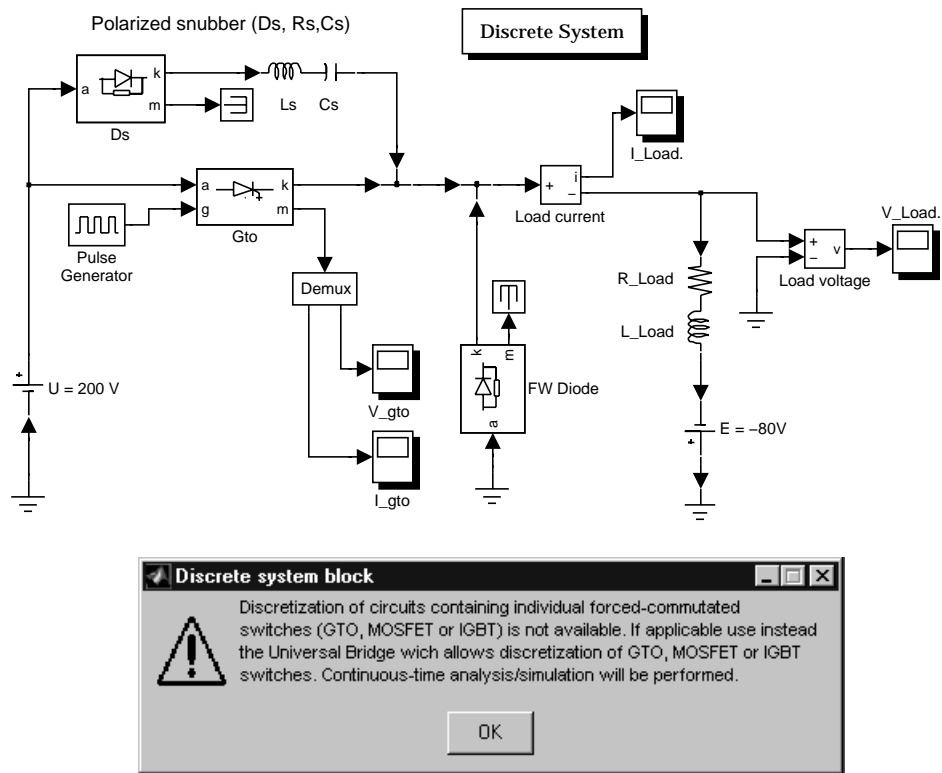 Polarized snubber (Ds, Rs,Cs)
Discrete System
a
k
m
Ds
Ls
Cs
I_Load.
a
g
k
m
Gto
+
i
−
Load current
V_Load.
+
−
v
Load voltage
Pulse
Generator
Demux
R_Load
L_Load
k
m
a
FW Diode
V_gto
I_gto
+
U = 200 V
+
E = −80V
Discrete system block
Discretization of circuits containing individual forced-commutated
switches (GTO, MOSFET or IGBT) is not available. If applicable use instead
the Universal Bridge wich allows discretization of GTO, MOSFET or IGBT
switches. Continuous-time analysis/simulation will be performed.
OK